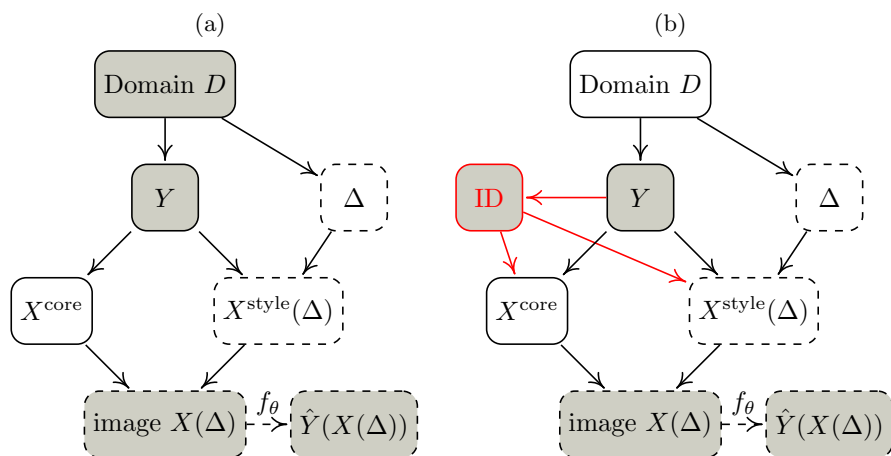 (a)
Domain D
Y
Δ
X^core
X^style(Δ)
image X(Δ)
f_θ
Ŷ(X(Δ))
(b)
Domain D
ID
Y
Δ
X^core
X^style(Δ)
image X(Δ)
f_θ
Ŷ(X(Δ))